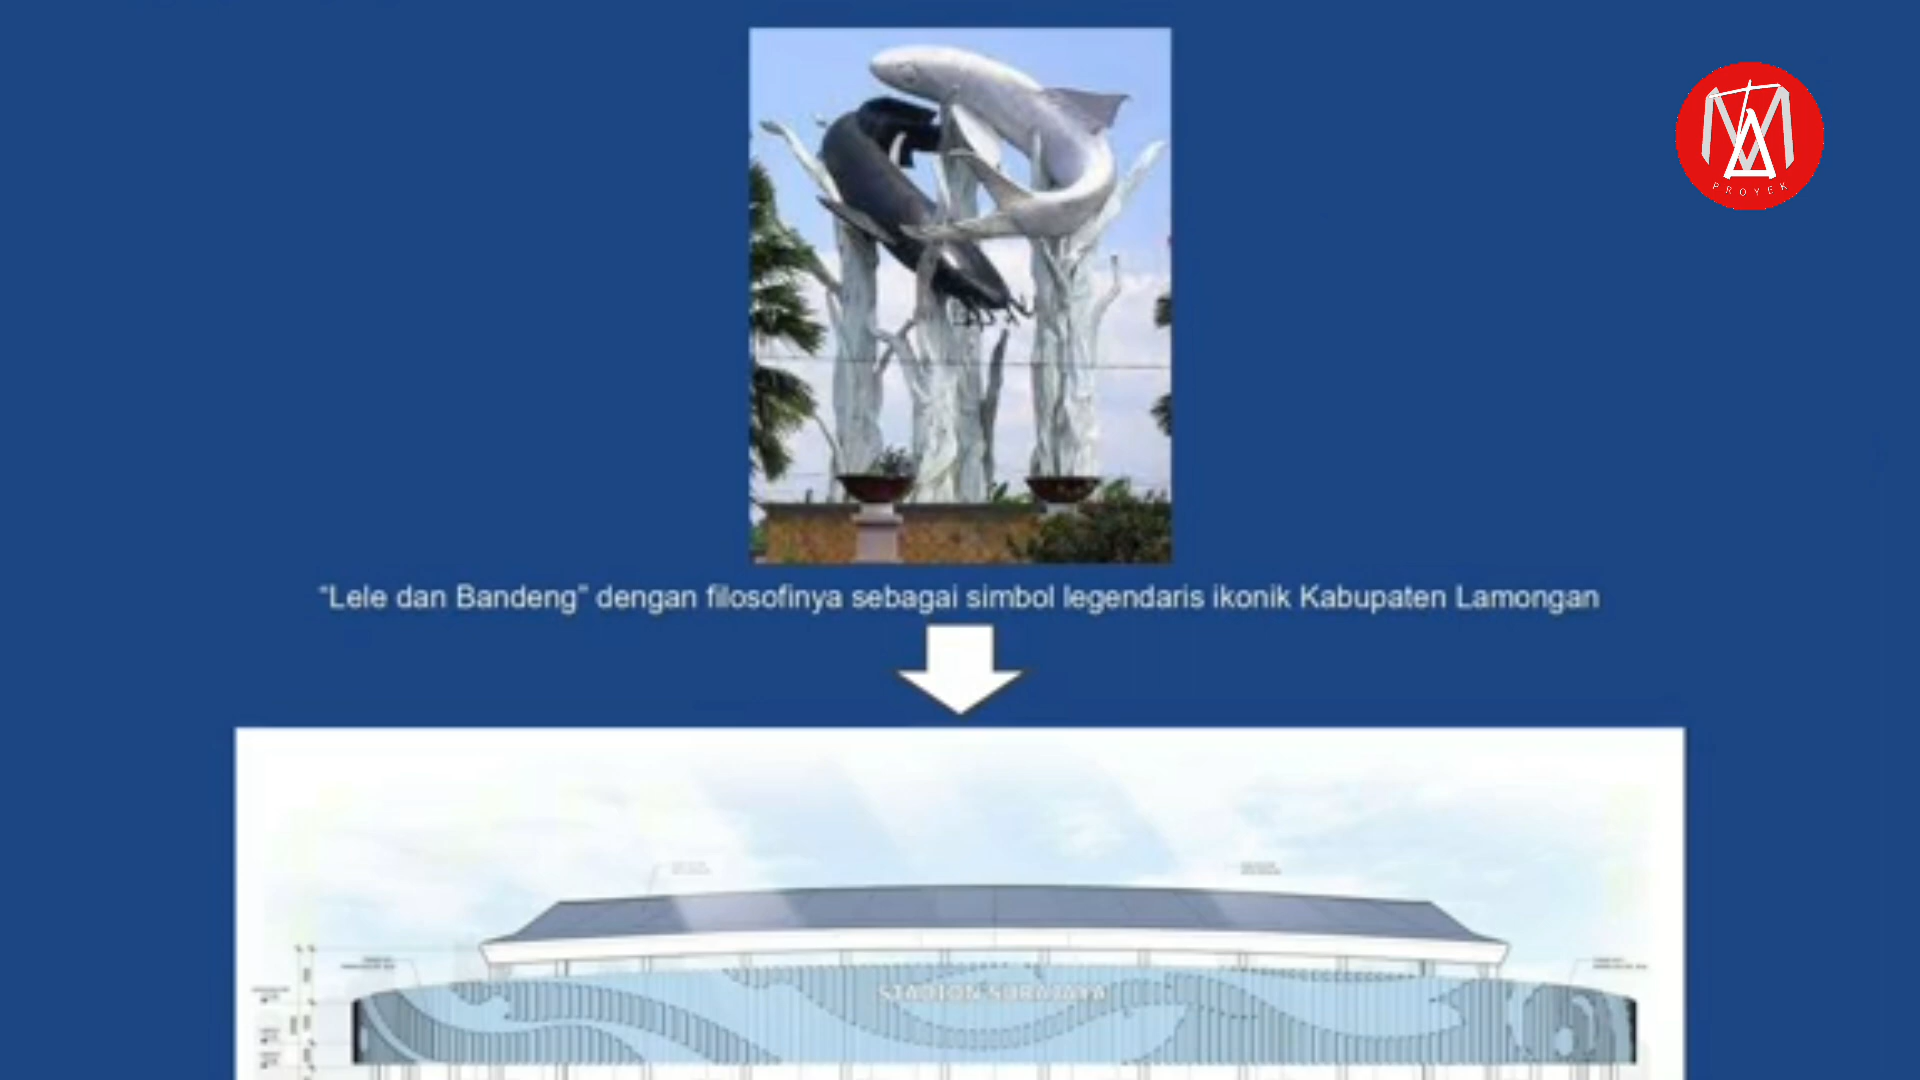 PROYEK
“Lele dan Bandeng” dengan filosofinya sebagai simbol legendaris ikonik Kabupaten Lamongan
STADION SURAJAYA